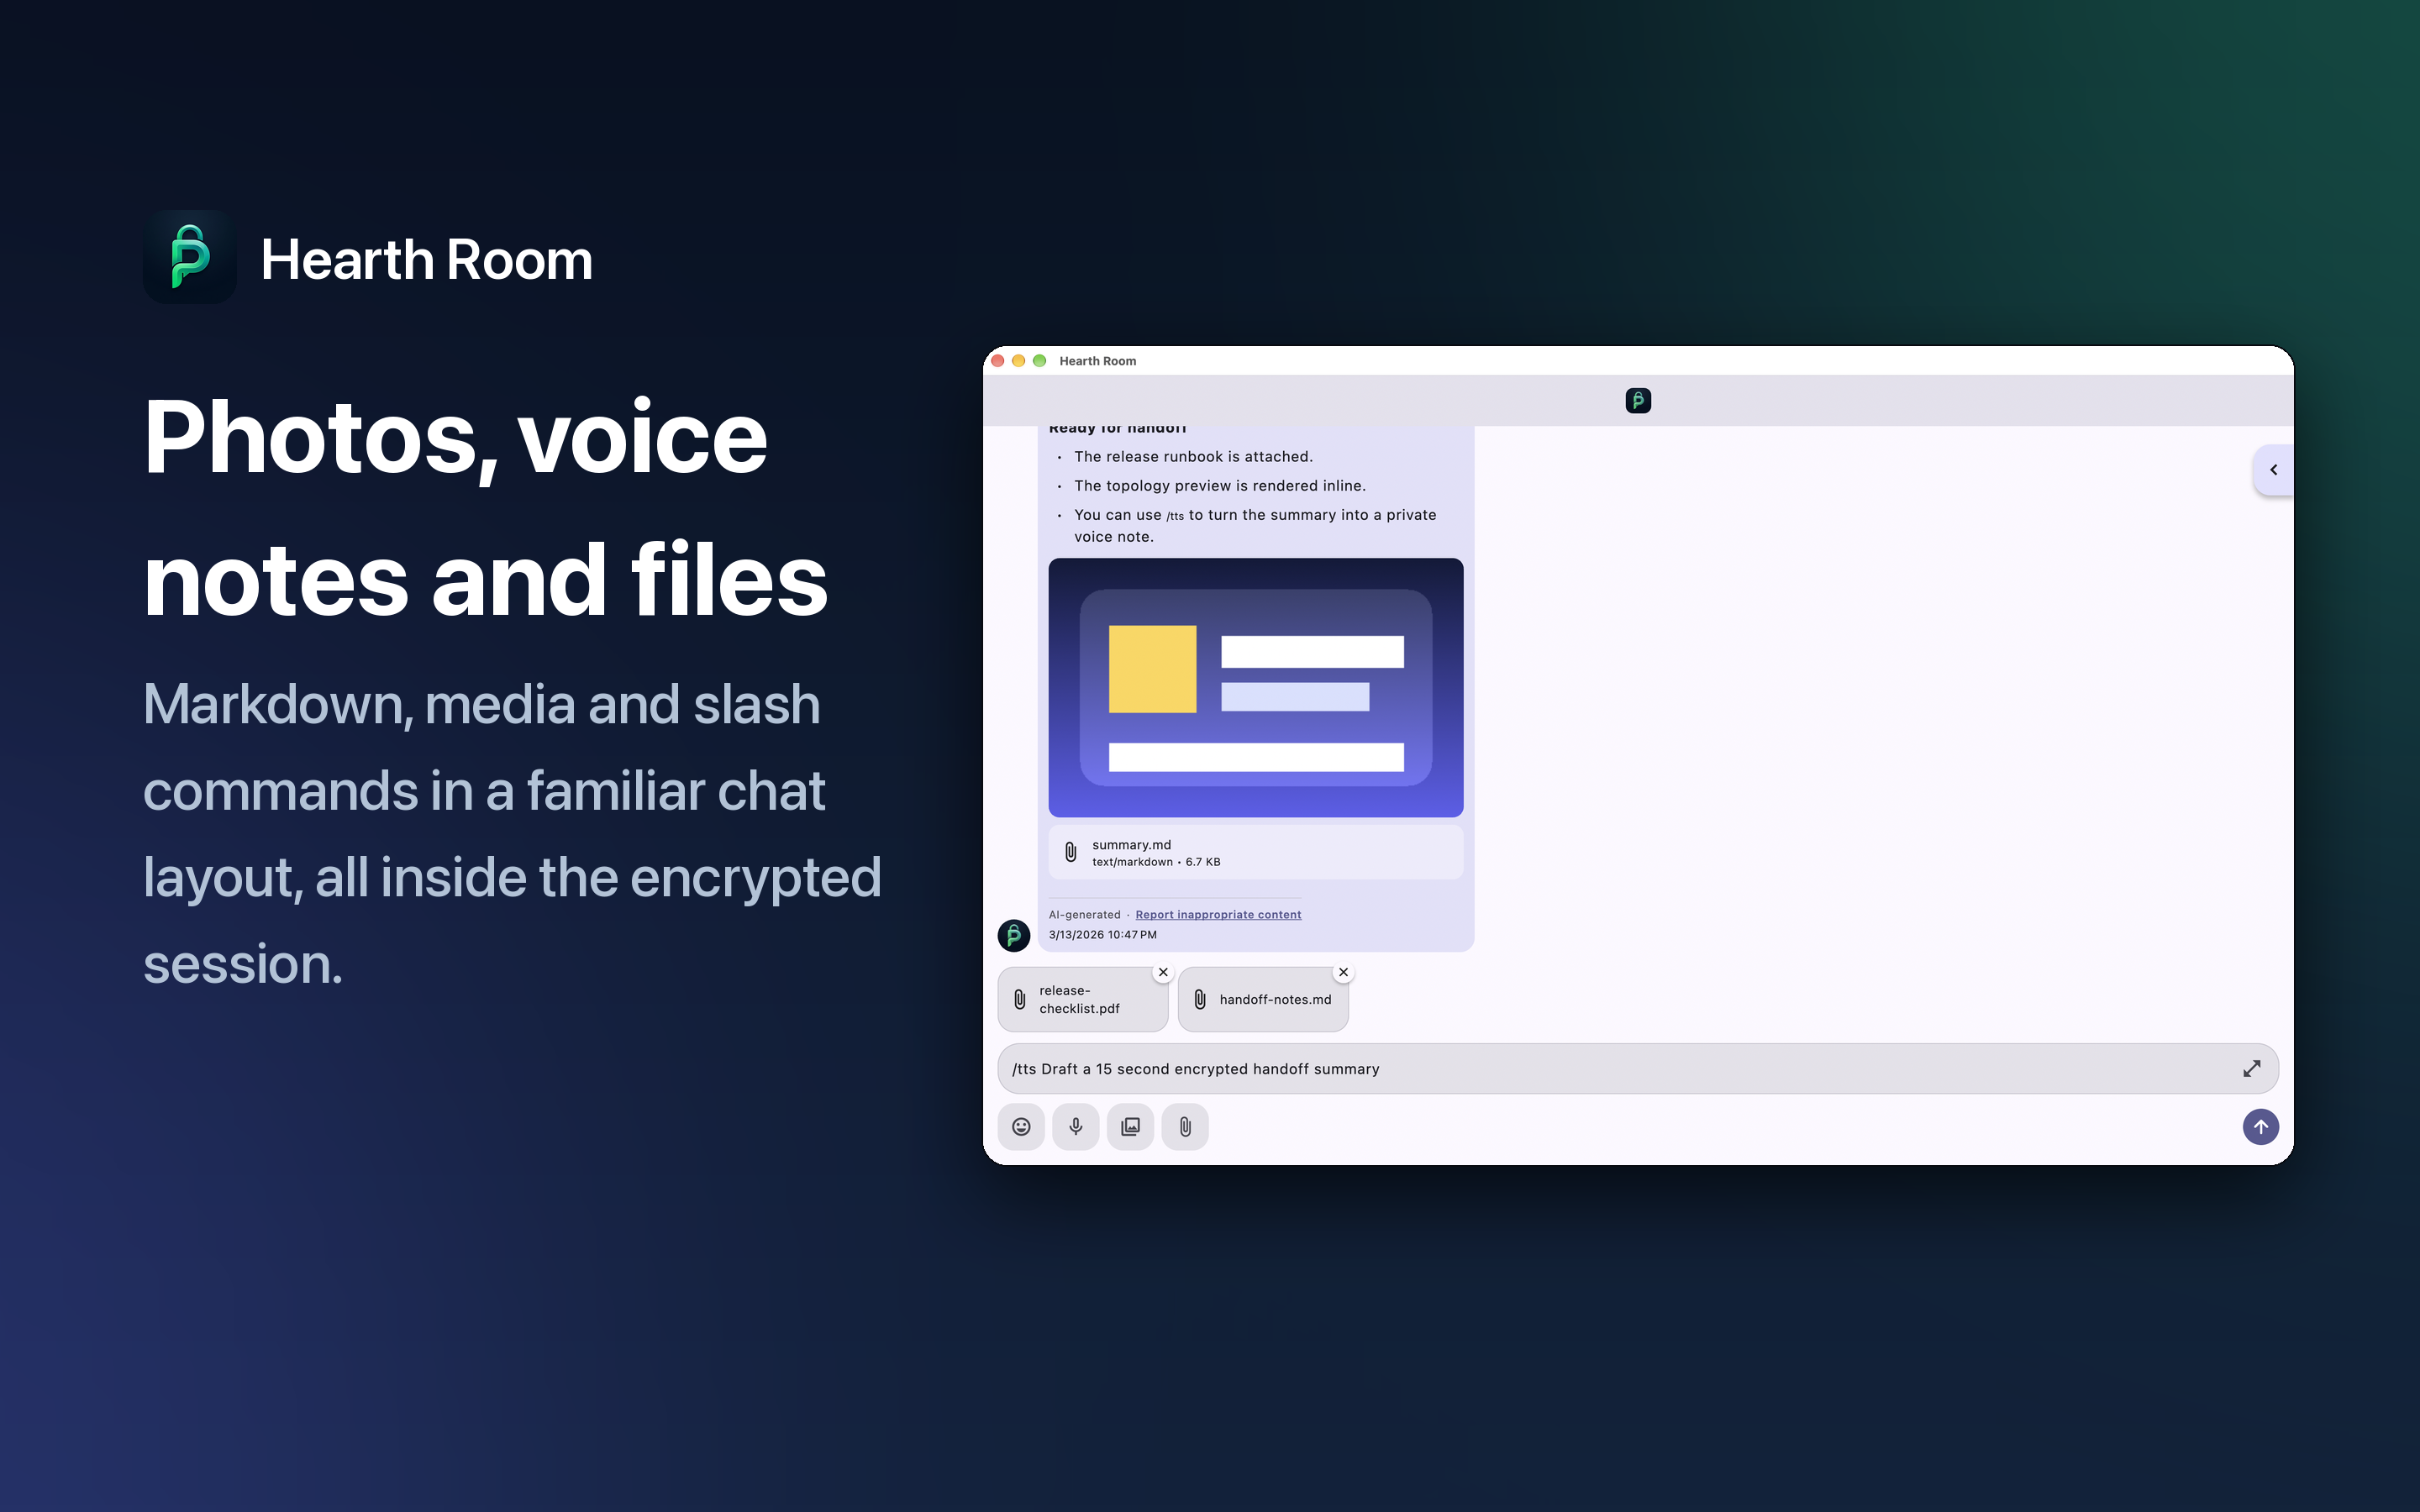 Hearth Room
Photos, voice
notes and files
Markdown, media and slash
commands in a familiar chat
layout, all inside the encrypted
session.
Hearth Room
Ready for handoff
• The release runbook is attached.
• The topology preview is rendered inline.
• You can use /tts to turn the summary into a private
voice note.
summary.md
text/markdown • 6.7 KB
AI-generated · Report inappropriate content
3/13/2026 10:47 PM
release-
checklist.pdf
handoff-notes.md
/tts Draft a 15 second encrypted handoff summary